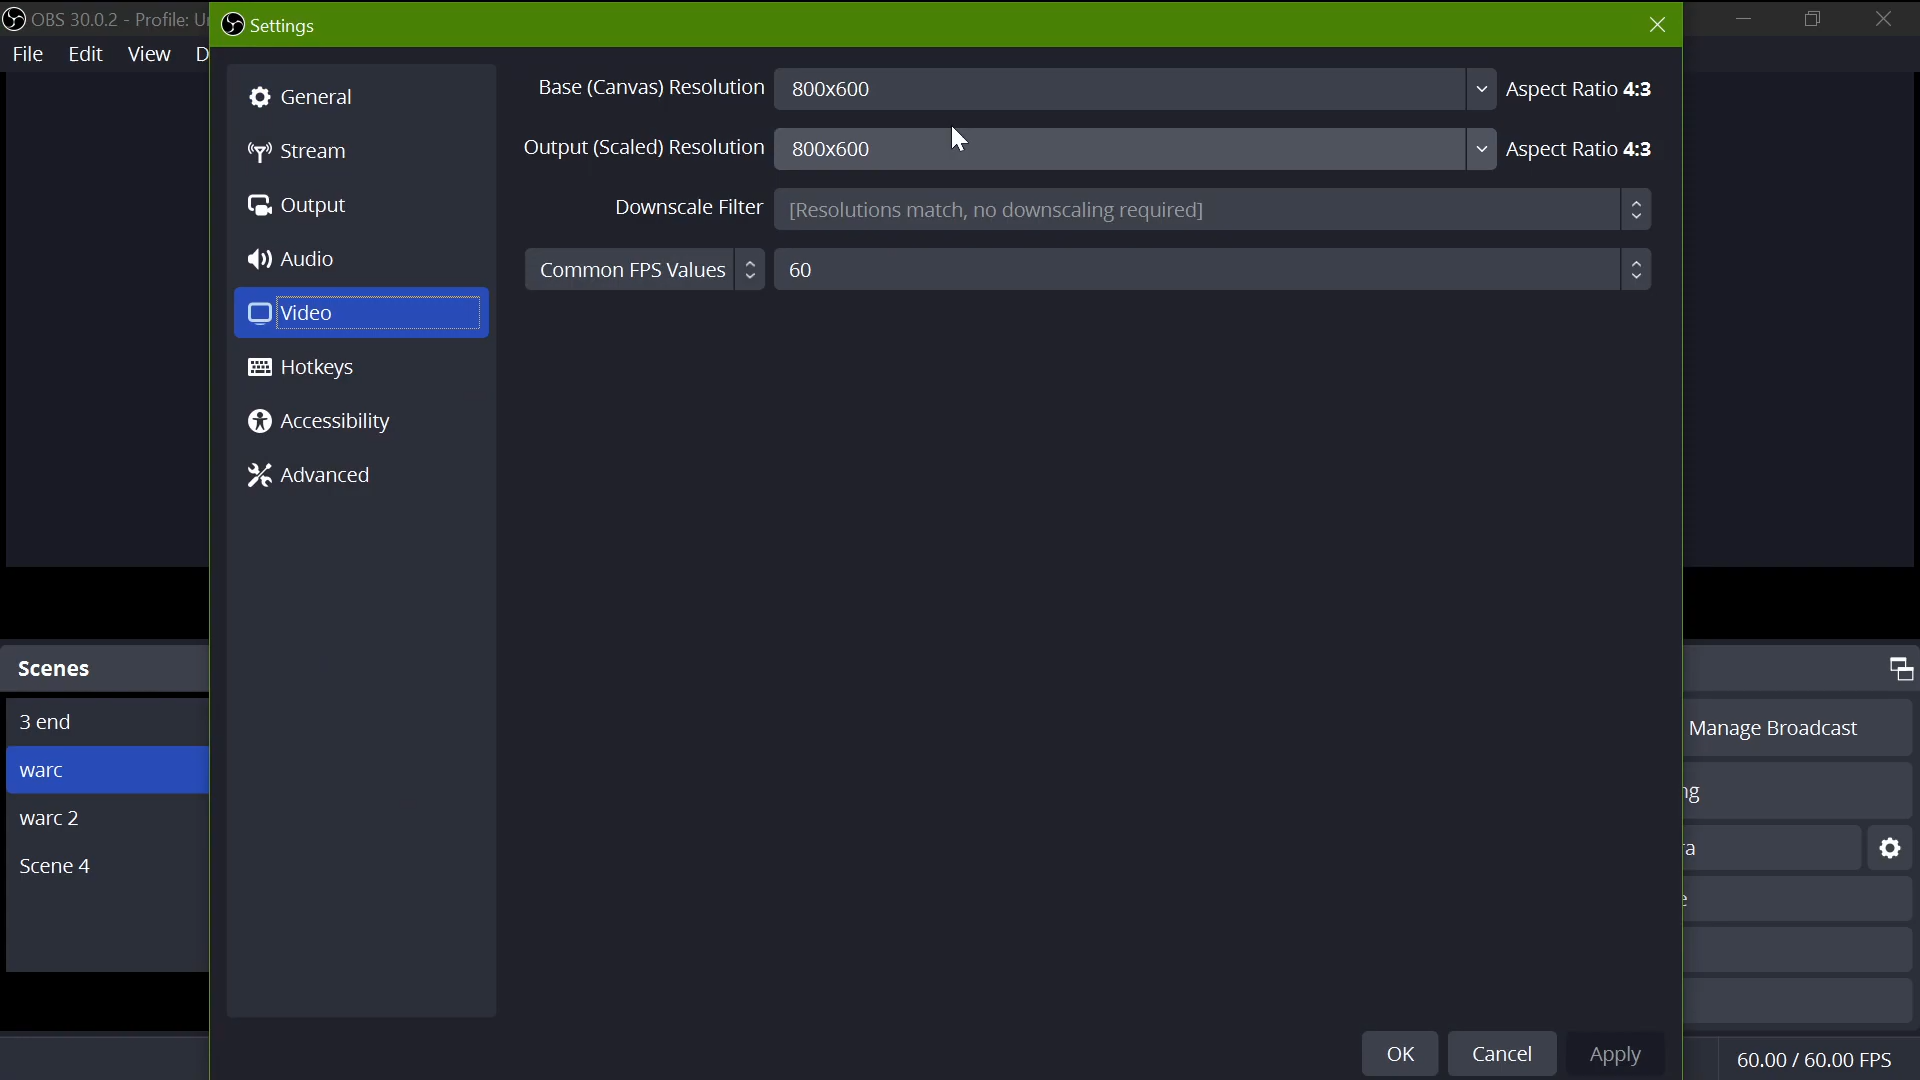 OBS 30.0.2 - Profile:
Settings
File Edit View
General
Stream
Output
Audio
Video
Hotkeys
Accessibility
Advanced
Base (Canvas) Resolution 800x600 Aspect Ratio 4:3
Output (Scaled) Resolution 800x600 Aspect Ratio 4:3
Downscale Filter [Resolutions match, no downscaling required]
Common FPS Values 60
Scenes
3 end
warc
warc 2
Scene 4
Manage Broadcast
OK Cancel Apply
60.00 / 60.00 FPS